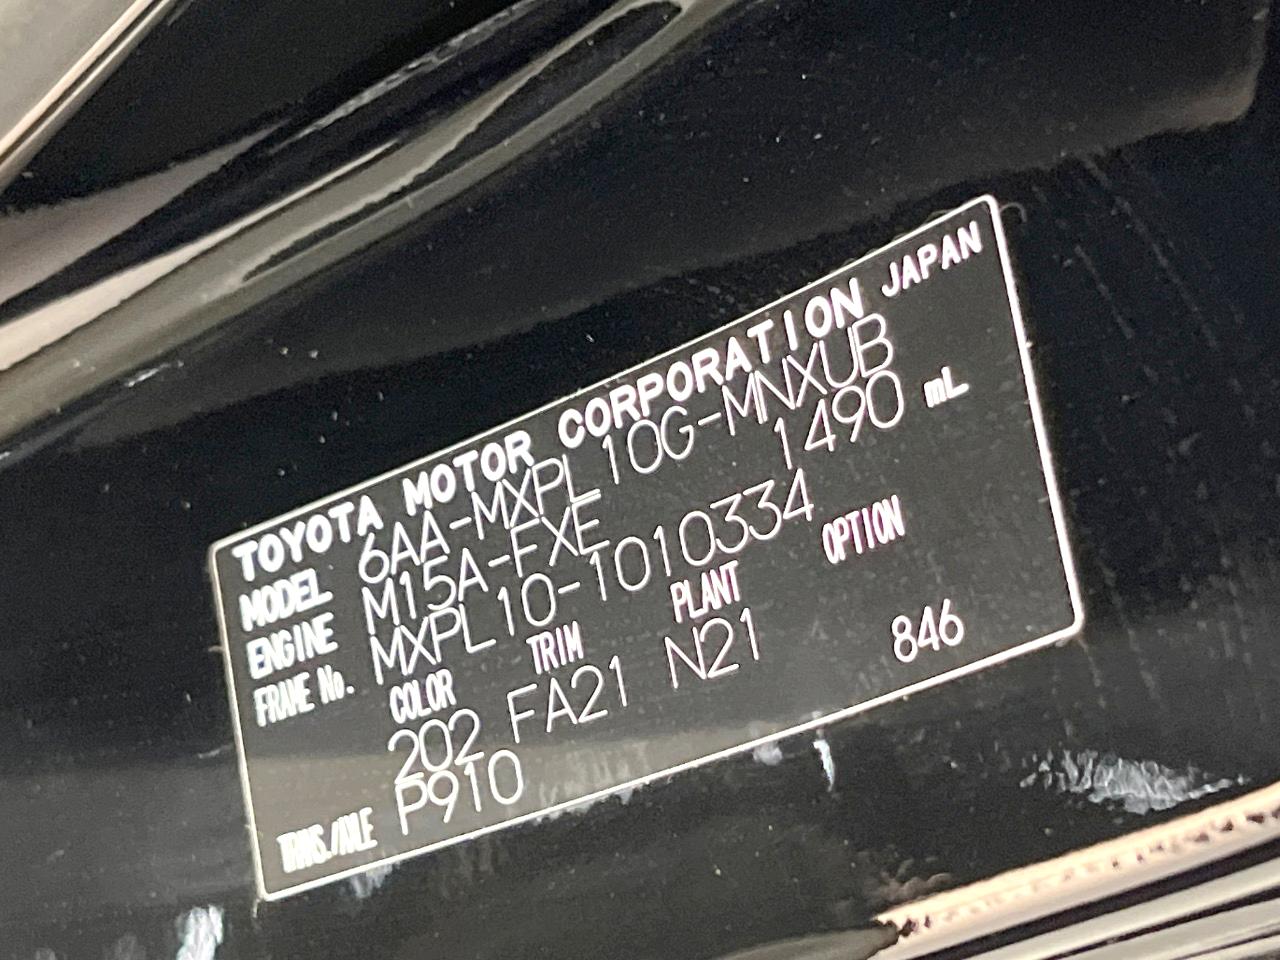 TOYOTA MOTOR CORPORATION JAPAN
MODEL 6AA-MXPL10G-MNXUB
ENGINE M15A-FXE 1490 mL
FRAME No. MXPL10-1010334
COLOR TRIM PLANT OPTION
202 FA21 N21 846
TRNS./AXLE P910